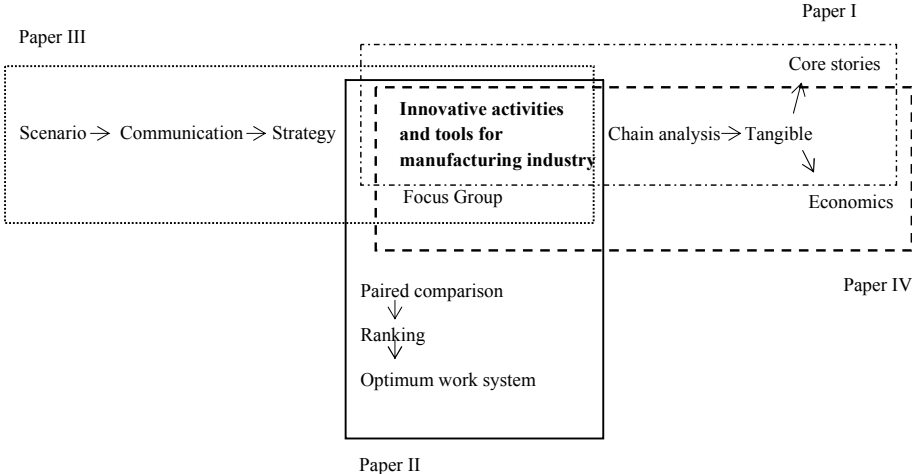 Paper I
Paper III
Core stories
Innovative activities
and tools for
manufacturing industry
Scenario → Communication → Strategy
Chain analysis → Tangible
Focus Group
Economics
Paper IV
Paired comparison
Ranking
Optimum work system
Paper II